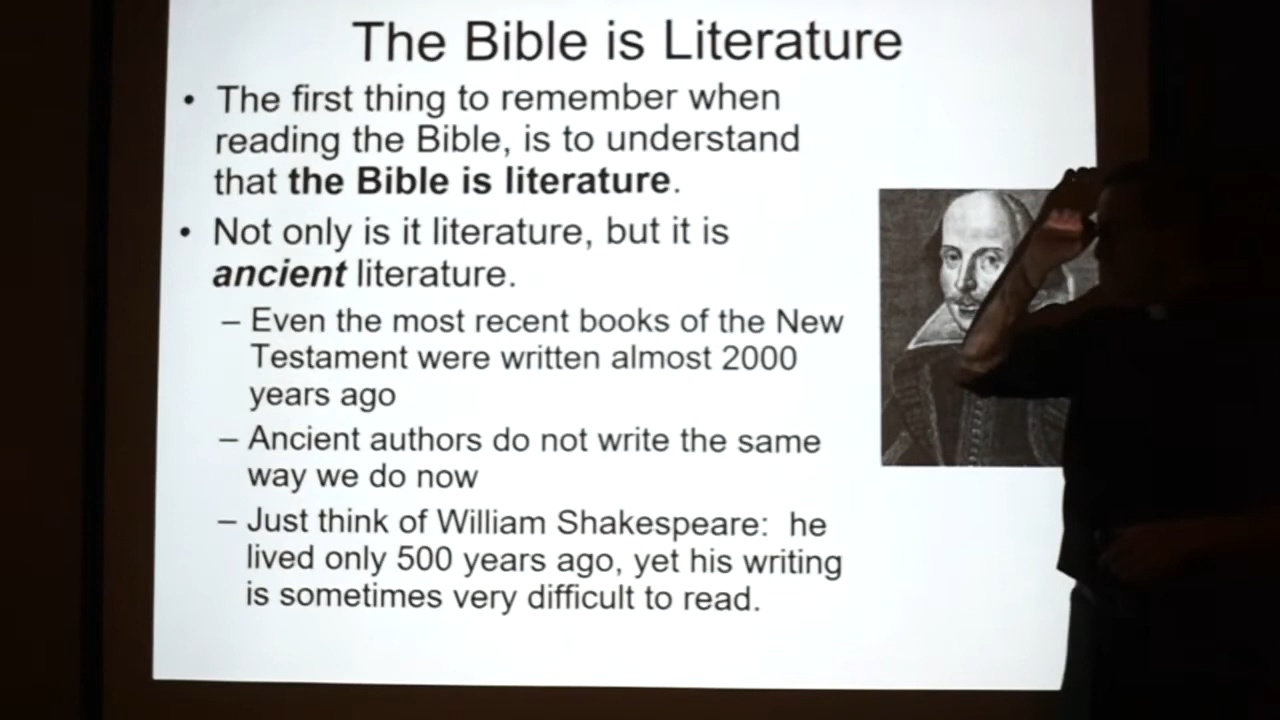 The Bible is Literature
• The first thing to remember when
reading the Bible, is to understand
that the Bible is literature.
• Not only is it literature, but it is
ancient literature.
– Even the most recent books of the New
Testament were written almost 2000
years ago
– Ancient authors do not write the same
way we do now
– Just think of William Shakespeare: he
lived only 500 years ago, yet his writing
is sometimes very difficult to read.